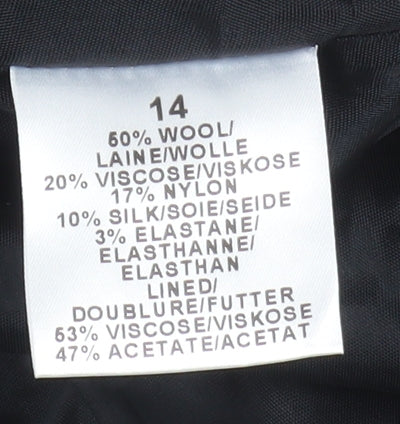 14
50% WOOL/
LAINE/WOLLE
20% VISCOSE/VISKOSE
17% NYLON
10% SILK/SOIE/SEIDE
3% ELASTANE/
ELASTHANNE/
ELASTHAN
LINED/
DOUBLURE/FUTTER
53% VISCOSE/VISKOSE
47% ACETATE/ACETAT